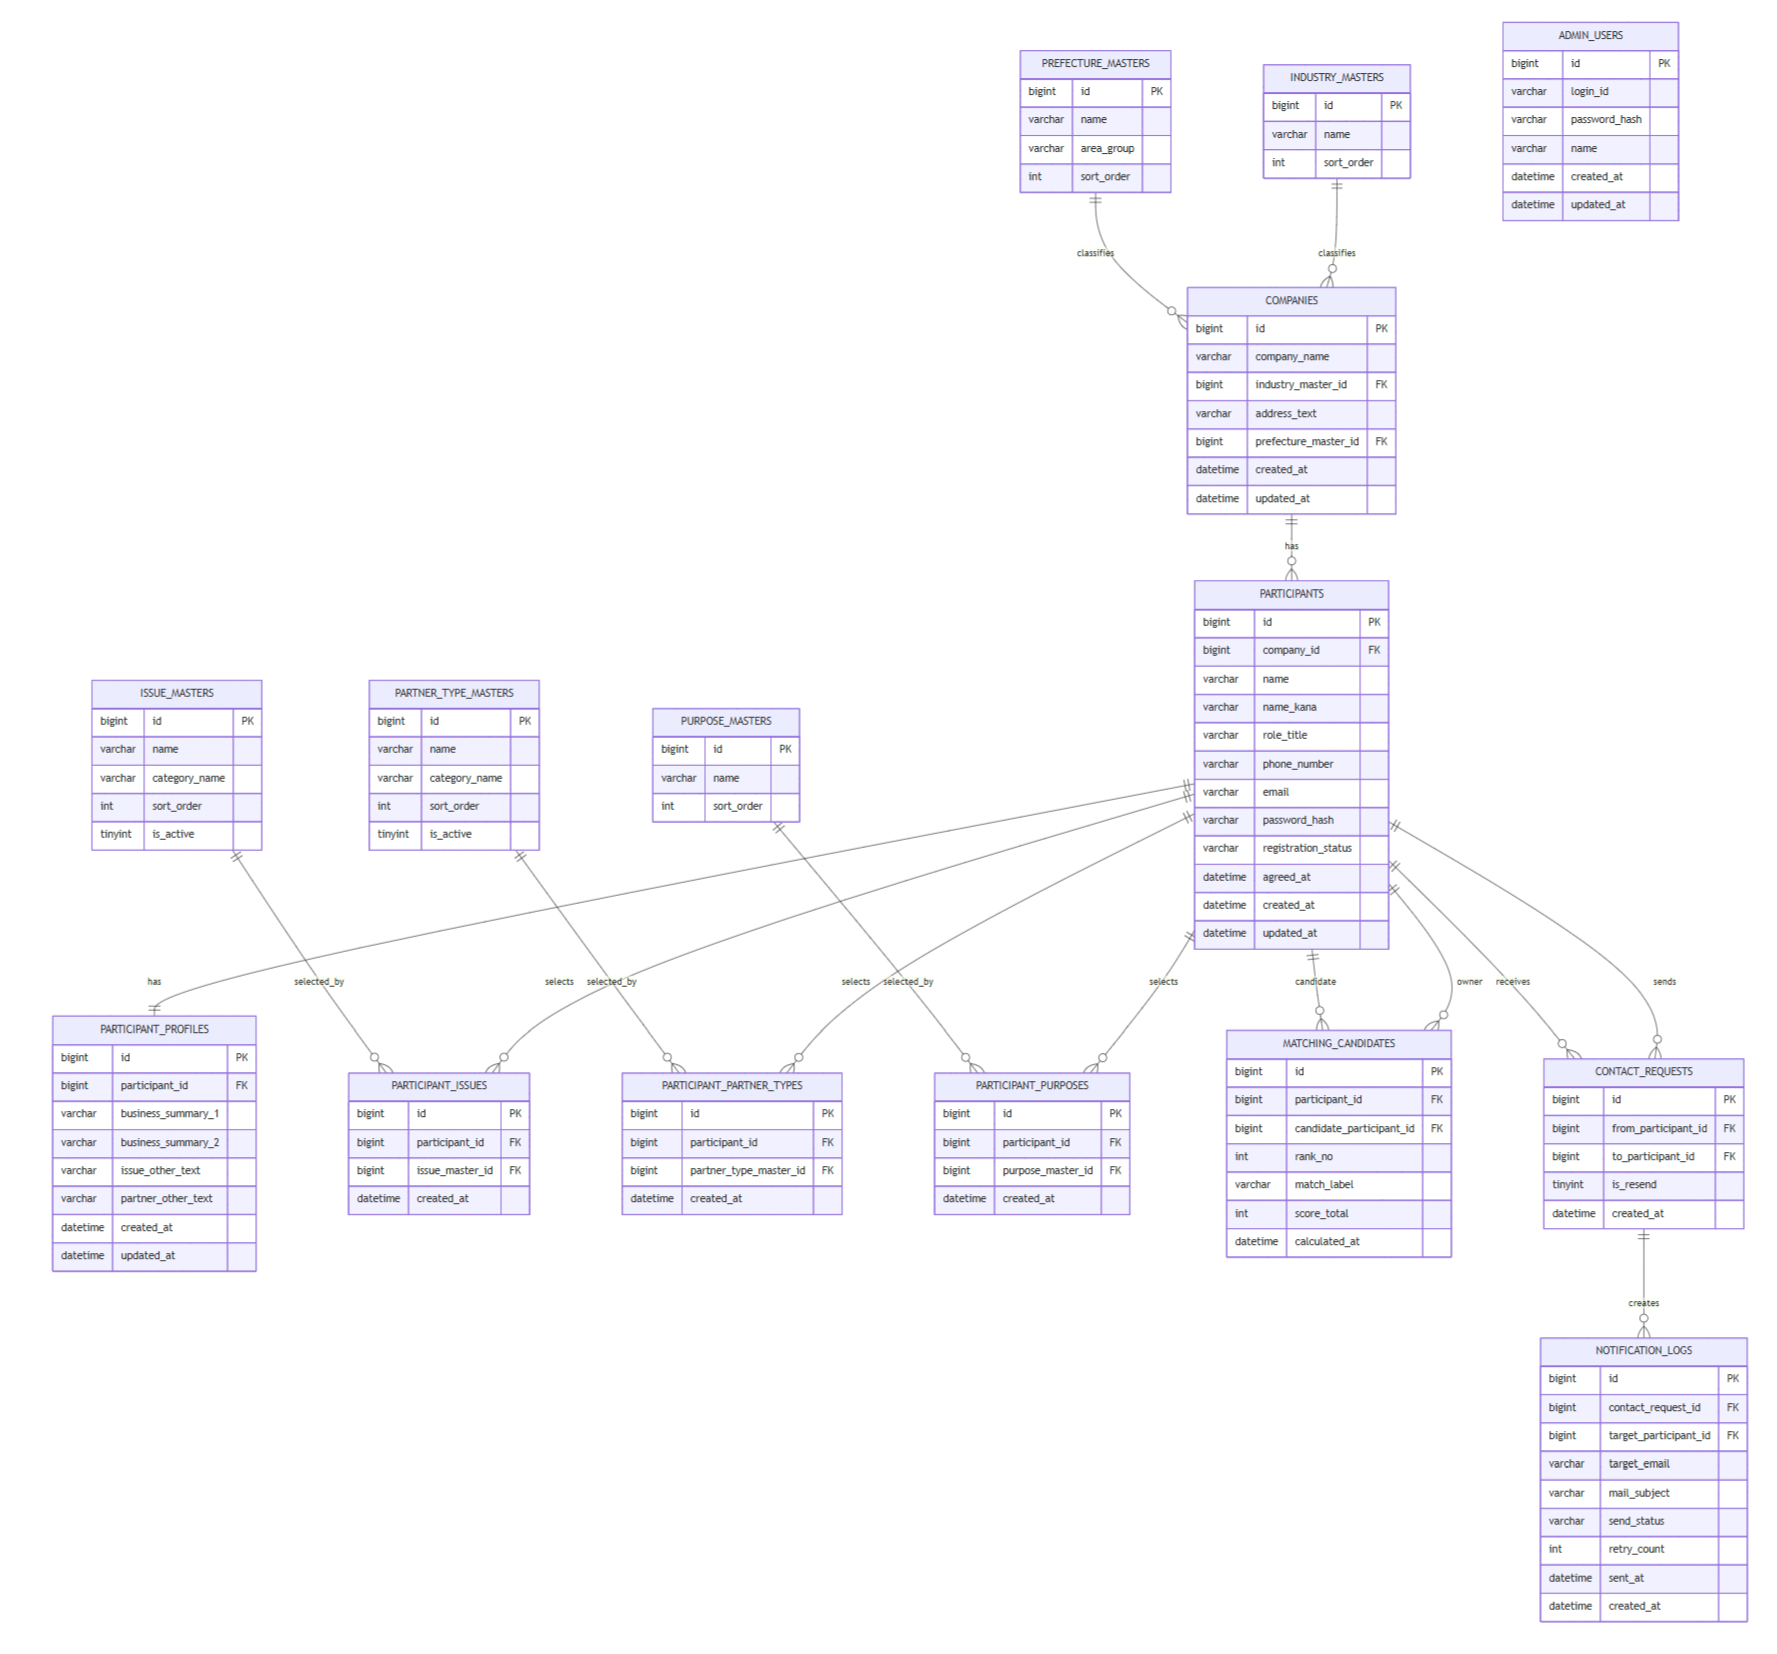 ADMIN_USERS
bigint id PK
varchar login_id
varchar password_hash
varchar name
datetime created_at
datetime updated_at
PREFECTURE_MASTERS
bigint id PK
varchar name
varchar area_group
int sort_order
INDUSTRY_MASTERS
bigint id PK
varchar name
int sort_order
classifies
classifies
COMPANIES
bigint id PK
varchar company_name
bigint industry_master_id FK
varchar address_text
bigint prefecture_master_id FK
datetime created_at
datetime updated_at
has
PARTICIPANTS
bigint id PK
bigint company_id FK
varchar name
varchar name_kana
varchar role_title
varchar phone_number
varchar email
varchar password_hash
varchar registration_status
datetime agreed_at
datetime created_at
datetime updated_at
ISSUE_MASTERS
bigint id PK
varchar name
varchar category_name
int sort_order
tinyint is_active
PARTNER_TYPE_MASTERS
bigint id PK
varchar name
varchar category_name
int sort_order
tinyint is_active
PURPOSE_MASTERS
bigint id PK
varchar name
int sort_order
has
selected_by
selects
selected_by
selects
selected_by
selects
candidate
owner
receives
sends
PARTICIPANT_PROFILES
bigint id PK
bigint participant_id FK
varchar business_summary_1
varchar business_summary_2
varchar issue_other_text
varchar partner_other_text
datetime created_at
datetime updated_at
PARTICIPANT_ISSUES
bigint id PK
bigint participant_id FK
bigint issue_master_id FK
datetime created_at
PARTICIPANT_PARTNER_TYPES
bigint id PK
bigint participant_id FK
bigint partner_type_master_id FK
datetime created_at
PARTICIPANT_PURPOSES
bigint id PK
bigint participant_id FK
bigint purpose_master_id FK
datetime created_at
MATCHING_CANDIDATES
bigint id PK
bigint participant_id FK
bigint candidate_participant_id FK
int rank_no
varchar match_label
int score_total
datetime calculated_at
CONTACT_REQUESTS
bigint id PK
bigint from_participant_id FK
bigint to_participant_id FK
tinyint is_resend
datetime created_at
creates
NOTIFICATION_LOGS
bigint id PK
bigint contact_request_id FK
bigint target_participant_id FK
varchar target_email
varchar mail_subject
varchar send_status
int retry_count
datetime sent_at
datetime created_at